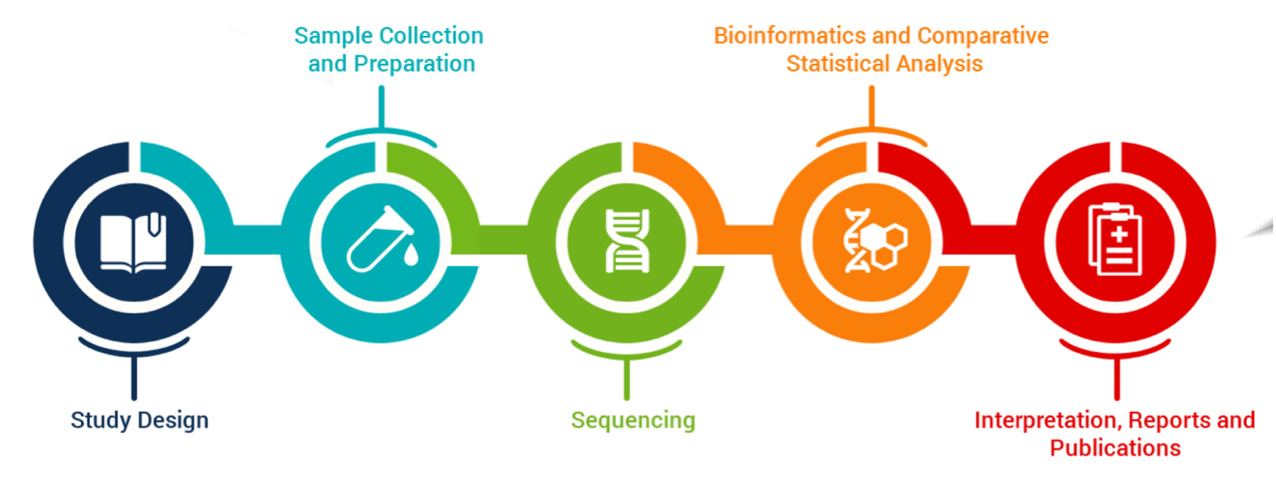 Sample Collection
and Preparation
Bioinformatics and Comparative
Statistical Analysis
Study Design
Sequencing
Interpretation, Reports and
Publications